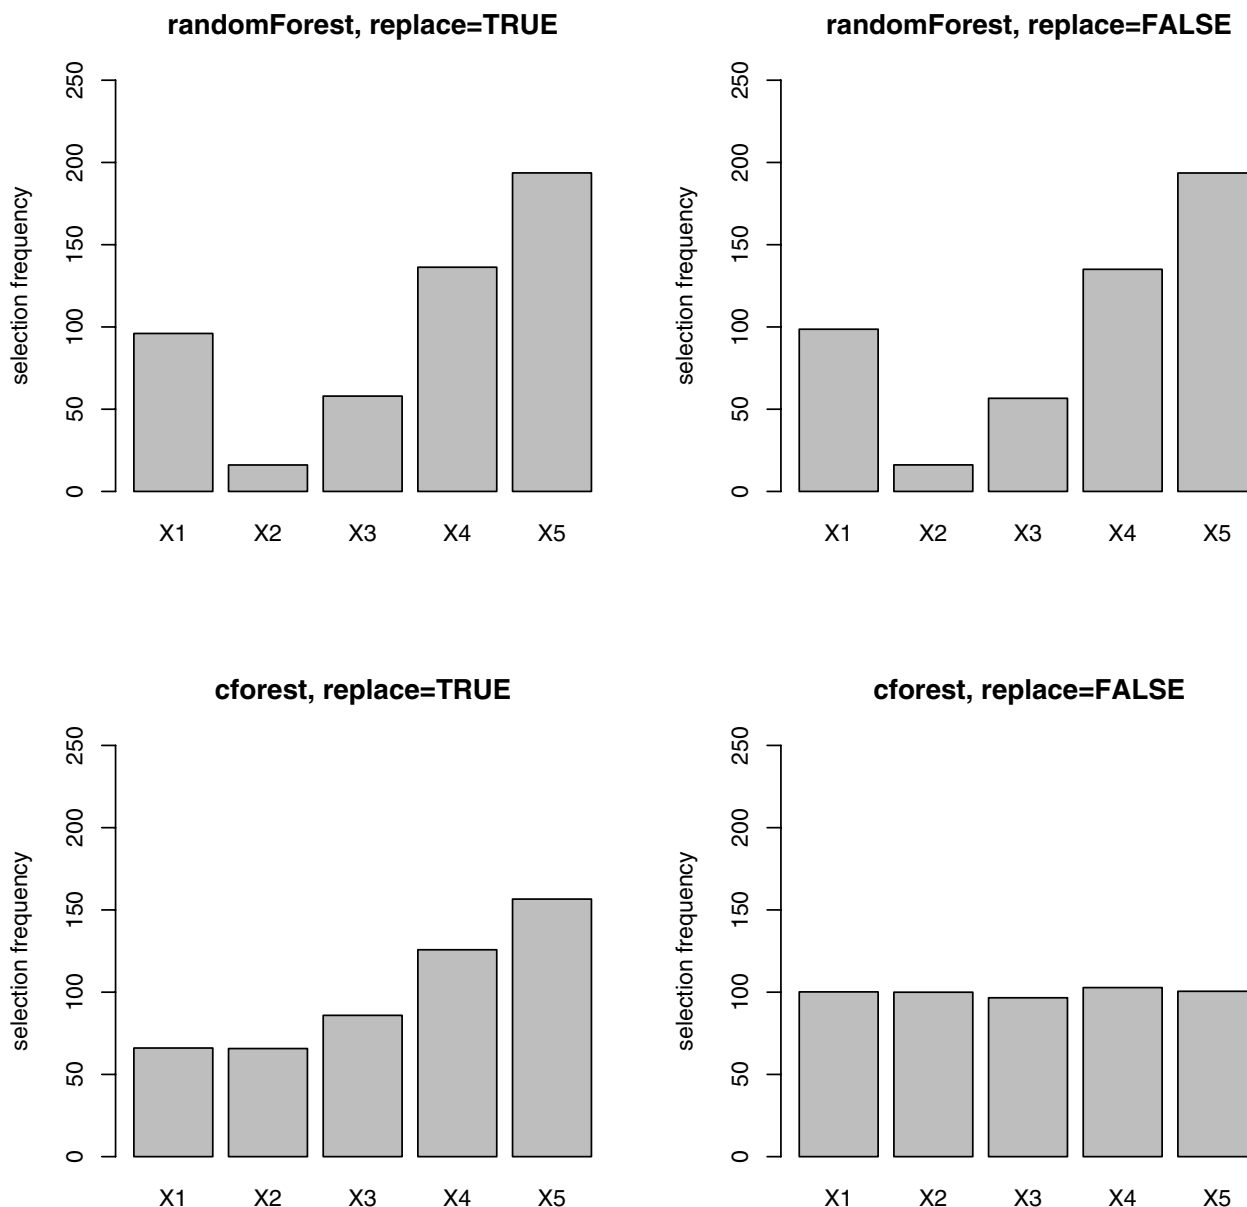 randomForest, replace=TRUE
selection frequency
250
200
150
100
50
0
X1 X2 X3 X4 X5
randomForest, replace=FALSE
selection frequency
250
200
150
100
50
0
X1 X2 X3 X4 X5
cforest, replace=TRUE
selection frequency
250
200
150
100
50
0
X1 X2 X3 X4 X5
cforest, replace=FALSE
selection frequency
250
200
150
100
50
0
X1 X2 X3 X4 X5